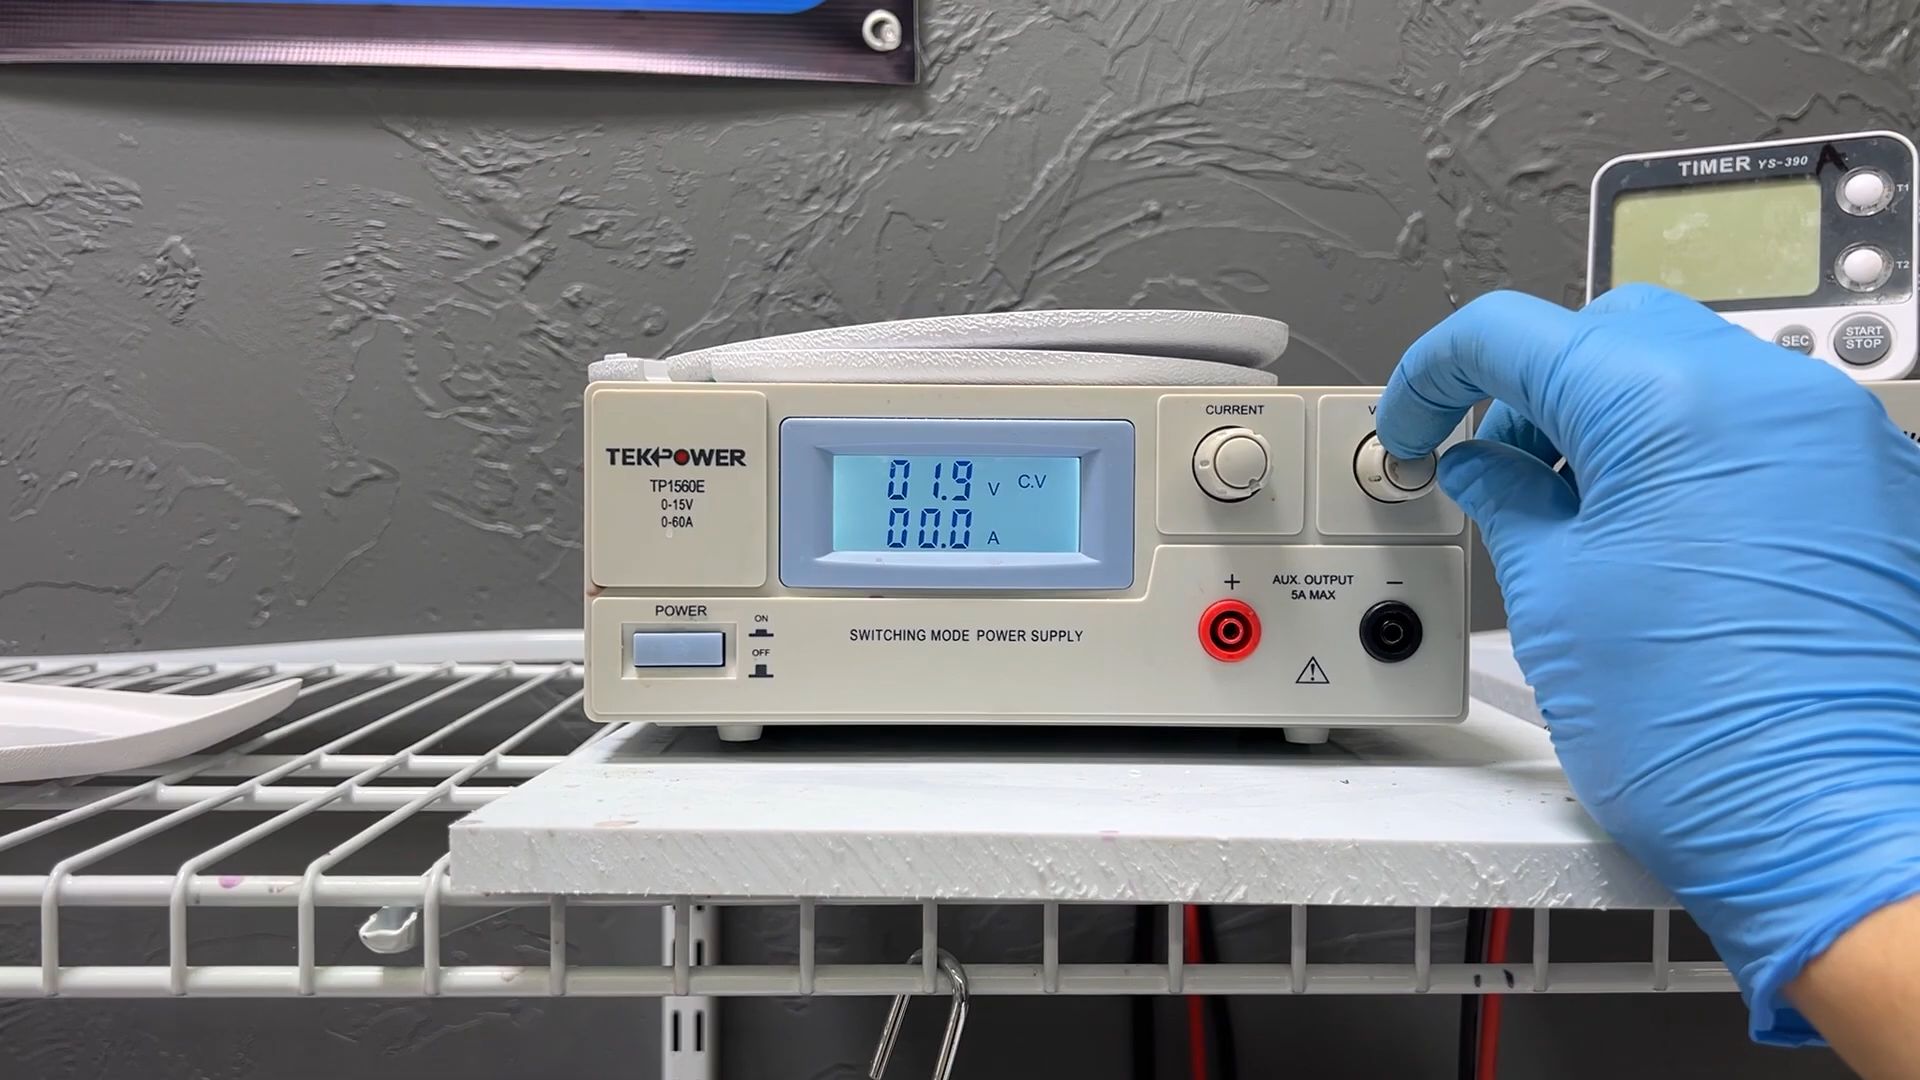 TIMER YS-390
T1
T2
SEC
START
STOP
TEKPOWER
TP1560E
0-15V
0-60A
01.9 V C.V
00.0 A
CURRENT
POWER
ON
OFF
SWITCHING MODE POWER SUPPLY
+ AUX. OUTPUT −
5A MAX